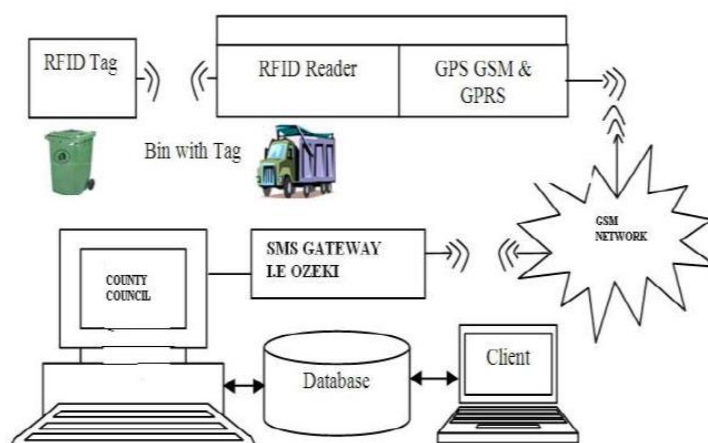 RFID Tag
RFID Reader
GPS GSM &
GPRS
Bin with Tag
GSM
NETWORK
SMS GATEWAY
I.E OZEKI
COUNTY
COUNCIL
Database
Client